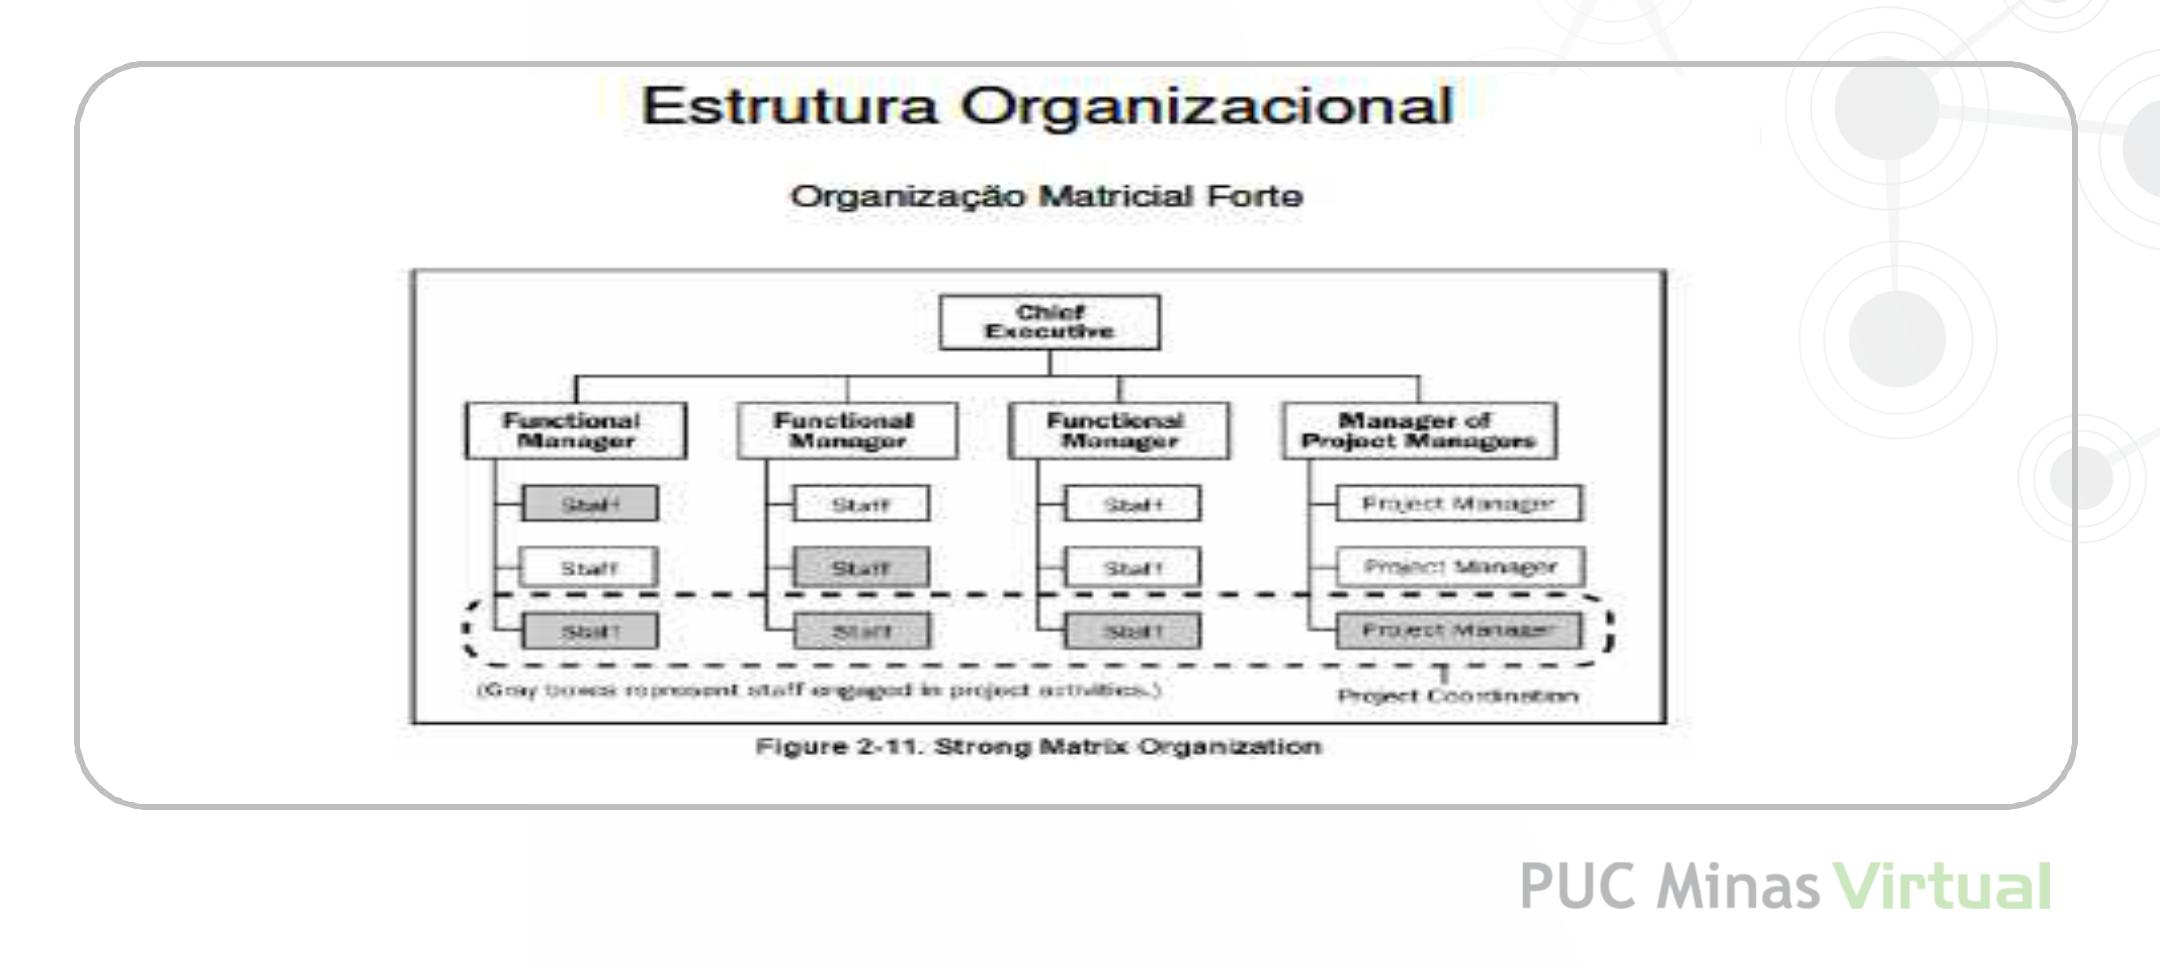 Estrutura Organizacional
Organização Matricial Forte
Chief
Executive
Functional
Manager
Functional
Manager
Functional
Manager
Manager of
Project Managers
Staff
Staff
Staff
Project Manager
Staff
Staff
Staff
Project Manager
Staff
Staff
Staff
Project Manager
(Gray boxes represent staff engaged in project activities.)
Project Coordination
Figure 2-11. Strong Matrix Organization
PUC Minas Virtual